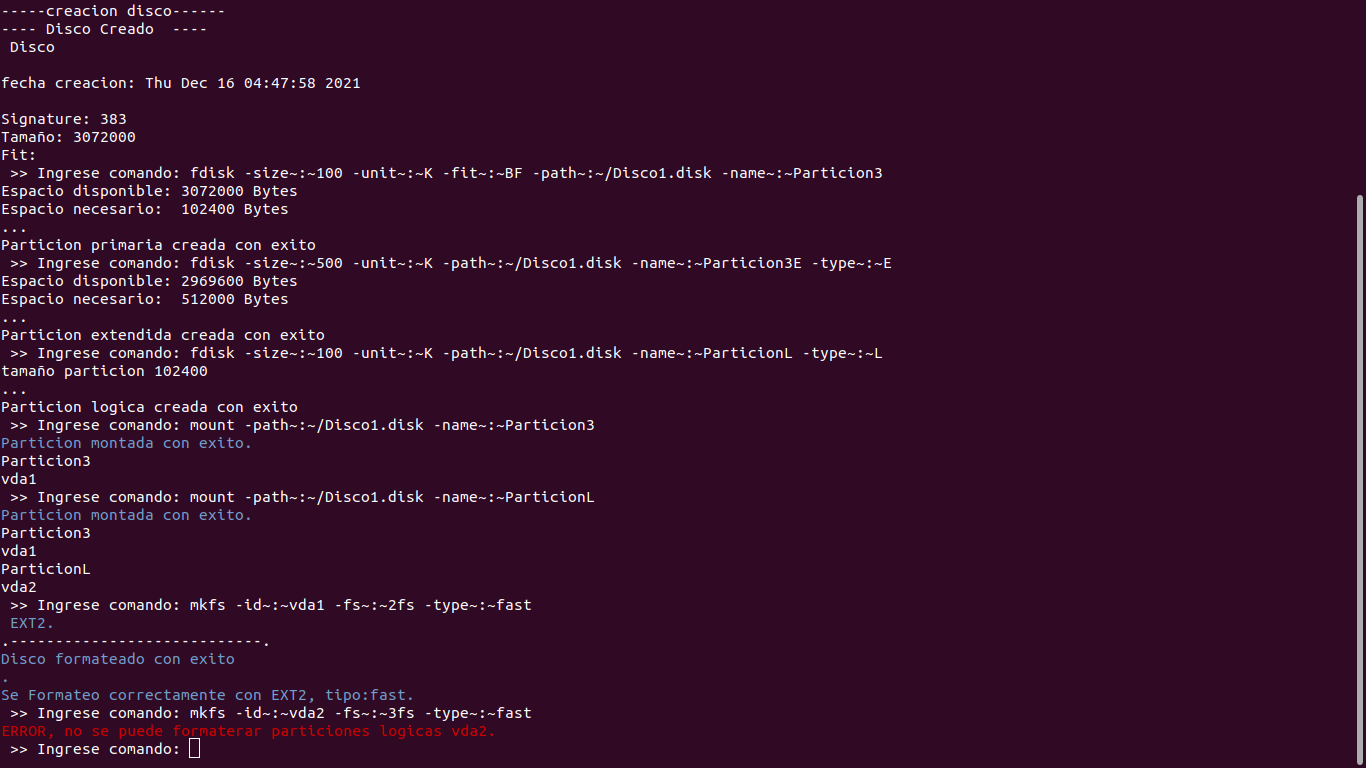 -----creacion disco------
---- Disco Creado  ----
 Disco
fecha creacion: Thu Dec 16 04:47:58 2021
Signature: 383
Tamaño: 3072000
Fit:
 >> Ingrese comando: fdisk -size~:~100 -unit~:~K -fit~:~BF -path~:~/Disco1.disk -name~:~Particion3
Espacio disponible: 3072000 Bytes
Espacio necesario:  102400 Bytes
...
Particion primaria creada con exito
 >> Ingrese comando: fdisk -size~:~500 -unit~:~K -path~:~/Disco1.disk -name~:~Particion3E -type~:~E
Espacio disponible: 2969600 Bytes
Espacio necesario:  512000 Bytes
...
Particion extendida creada con exito
 >> Ingrese comando: fdisk -size~:~100 -unit~:~K -path~:~/Disco1.disk -name~:~ParticionL -type~:~L
tamaño particion 102400
...
Particion logica creada con exito
 >> Ingrese comando: mount -path~:~/Disco1.disk -name~:~Particion3
Particion montada con exito.
Particion3
vda1
 >> Ingrese comando: mount -path~:~/Disco1.disk -name~:~ParticionL
Particion montada con exito.
Particion3
vda1
ParticionL
vda2
 >> Ingrese comando: mkfs -id~:~vda1 -fs~:~2fs -type~:~fast
 EXT2.
.----------------------------.
Disco formateado con exito
.
Se Formateo correctamente con EXT2, tipo:fast.
 >> Ingrese comando: mkfs -id~:~vda2 -fs~:~3fs -type~:~fast
ERROR, no se puede formaterar particiones logicas vda2.
 >> Ingrese comando: